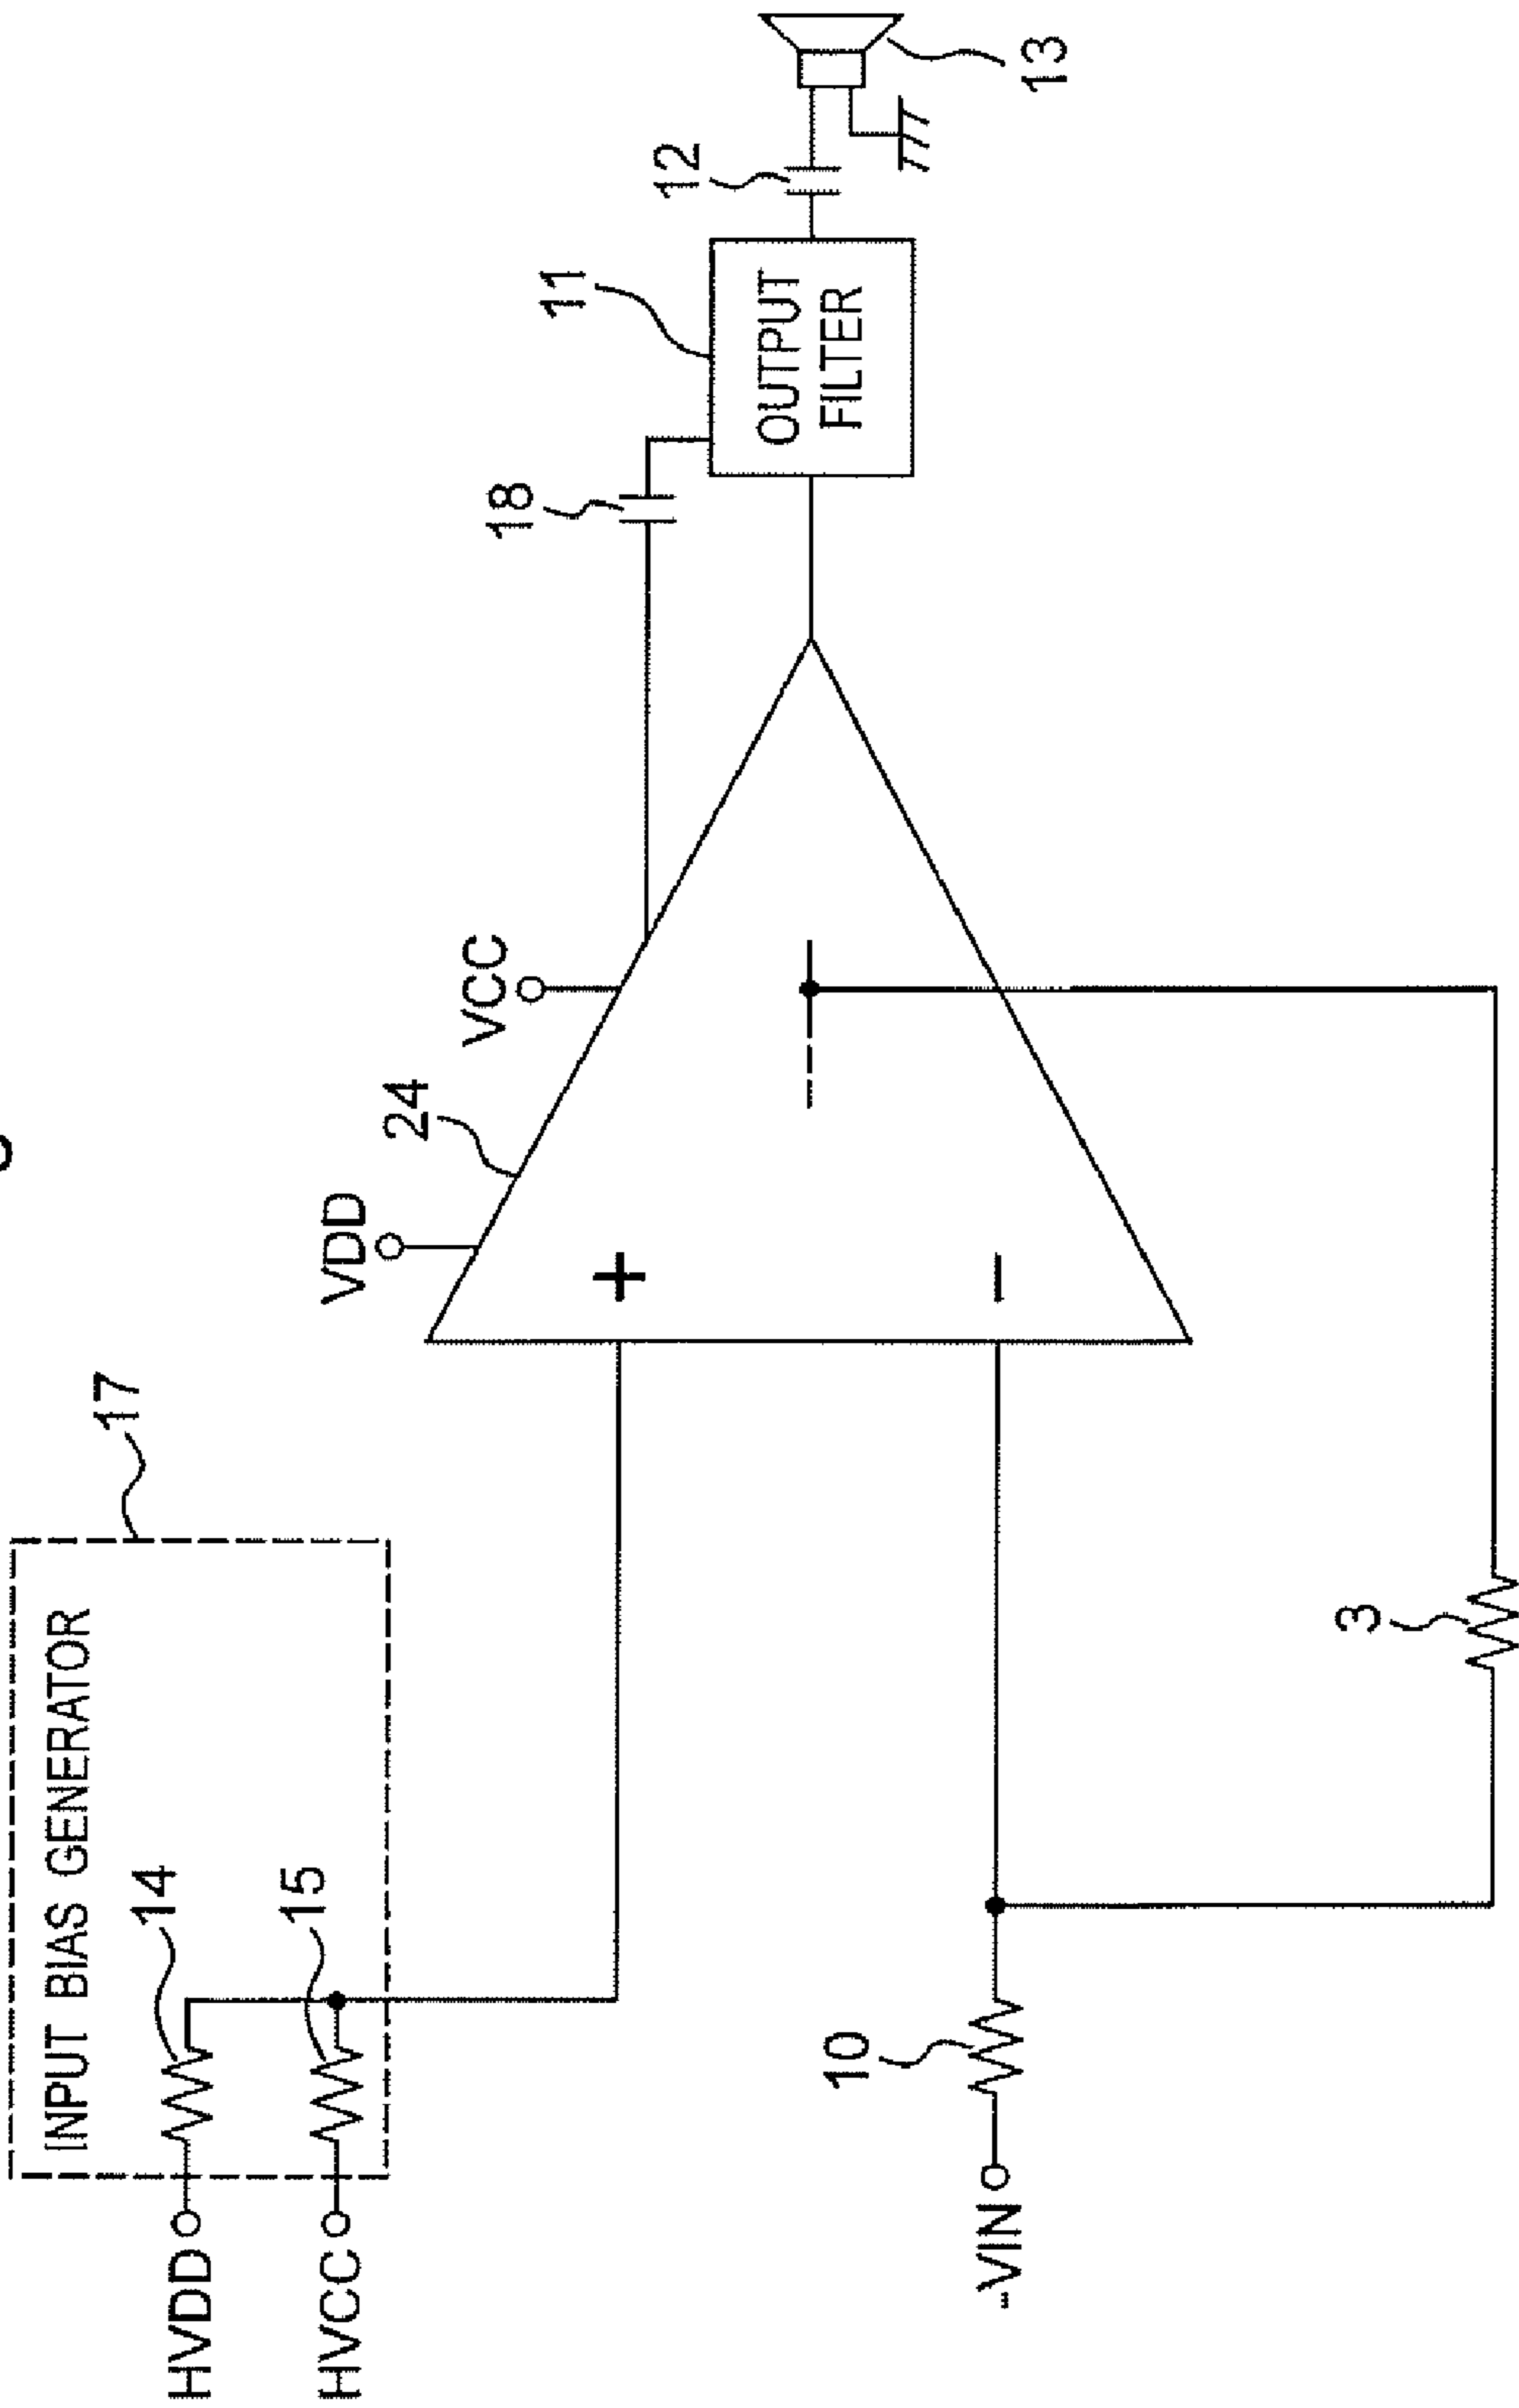 INPUT BIAS GENERATOR
17
HVDD
14
HVCC
15
VDD
24
VCC
18
11
OUTPUT
FILTER
12
13
+
−
-VIN
10
3